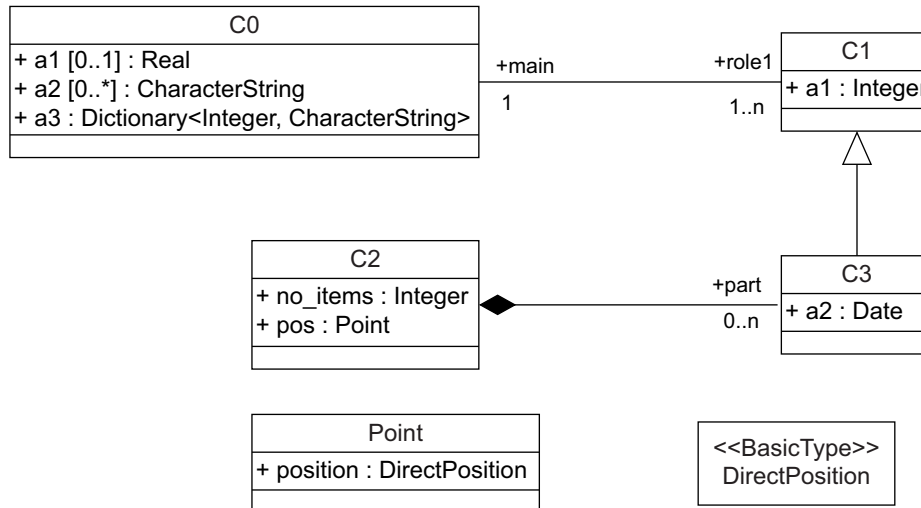 C0
+ a1 [0..1] : Real
+ a2 [0..*] : CharacterString
+ a3 : Dictionary<Integer, CharacterString>
+main
1
+role1
1..n
C1
+ a1 : Integer
C2
+ no_items : Integer
+ pos : Point
+part
0..n
C3
+ a2 : Date
Point
+ position : DirectPosition
<<BasicType>>
DirectPosition